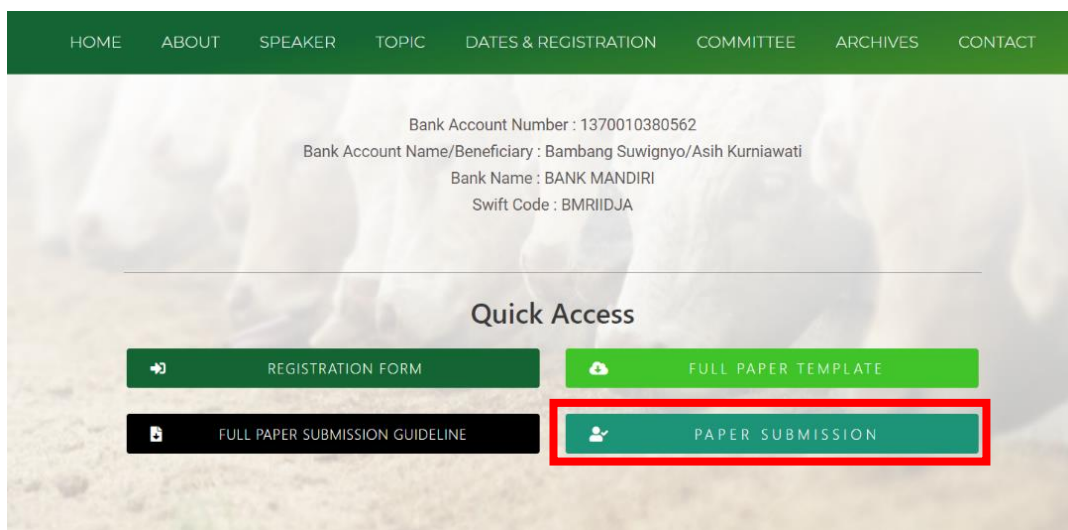 HOME ABOUT SPEAKER TOPIC DATES & REGISTRATION COMMITTEE ARCHIVES CONTACT
Bank Account Number : 1370010380562
Bank Account Name/Beneficiary : Bambang Suwignyo/Asih Kurniawati
Bank Name : BANK MANDIRI
Swift Code : BMRIIDJA
Quick Access
REGISTRATION FORM
FULL PAPER TEMPLATE
FULL PAPER SUBMISSION GUIDELINE
PAPER SUBMISSION